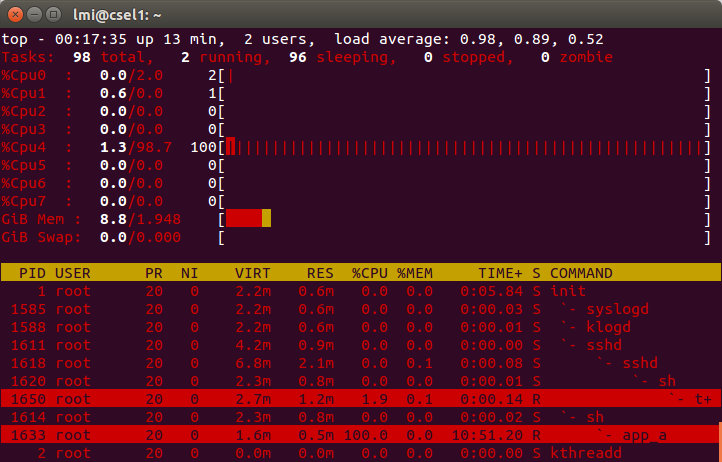 lmi@csel1: ~
top - 00:17:35 up 13 min,  2 users,  load average: 0.98, 0.89, 0.52
Tasks:  98 total,   2 running,  96 sleeping,   0 stopped,   0 zombie
%Cpu0  :   0.0/2.0     2[|                                                     ]
%Cpu1  :   0.6/0.0     1[                                                      ]
%Cpu2  :   0.0/0.0     0[                                                      ]
%Cpu3  :   0.0/0.0     0[                                                      ]
%Cpu4  :   1.3/98.7  100[|||||||||||||||||||||||||||||||||||||||||||||||||||||]
%Cpu5  :   0.0/0.0     0[                                                      ]
%Cpu6  :   0.0/0.0     0[                                                      ]
%Cpu7  :   0.0/0.0     0[                                                      ]
GiB Mem :  8.8/1.948    [                                                      ]
GiB Swap:  0.0/0.000    [                                                      ]
PID USER      PR  NI    VIRT    RES  %CPU %MEM     TIME+ S COMMAND
1 root      20   0    2.2m   0.6m   0.0  0.0   0:05.84 S init
1585 root      20   0    2.2m   0.6m   0.0  0.0   0:00.03 S  `- syslogd
1588 root      20   0    2.2m   0.6m   0.0  0.0   0:00.01 S  `- klogd
1611 root      20   0    4.2m   0.9m   0.0  0.0   0:00.00 S  `- sshd
1618 root      20   0    6.8m   2.1m   0.0  0.1   0:00.08 S      `- sshd
1620 root      20   0    2.3m   0.8m   0.0  0.0   0:00.01 S          `- sh
1650 root      20   0    2.7m   1.2m   1.9  0.1   0:00.14 R              `- t+
1614 root      20   0    2.3m   0.8m   0.0  0.0   0:00.02 S  `- sh
1633 root      20   0    1.6m   0.5m 100.0  0.0  10:51.20 R      `- app_a
2 root      20   0    0.0m   0.0m   0.0  0.0   0:00.00 S kthreadd